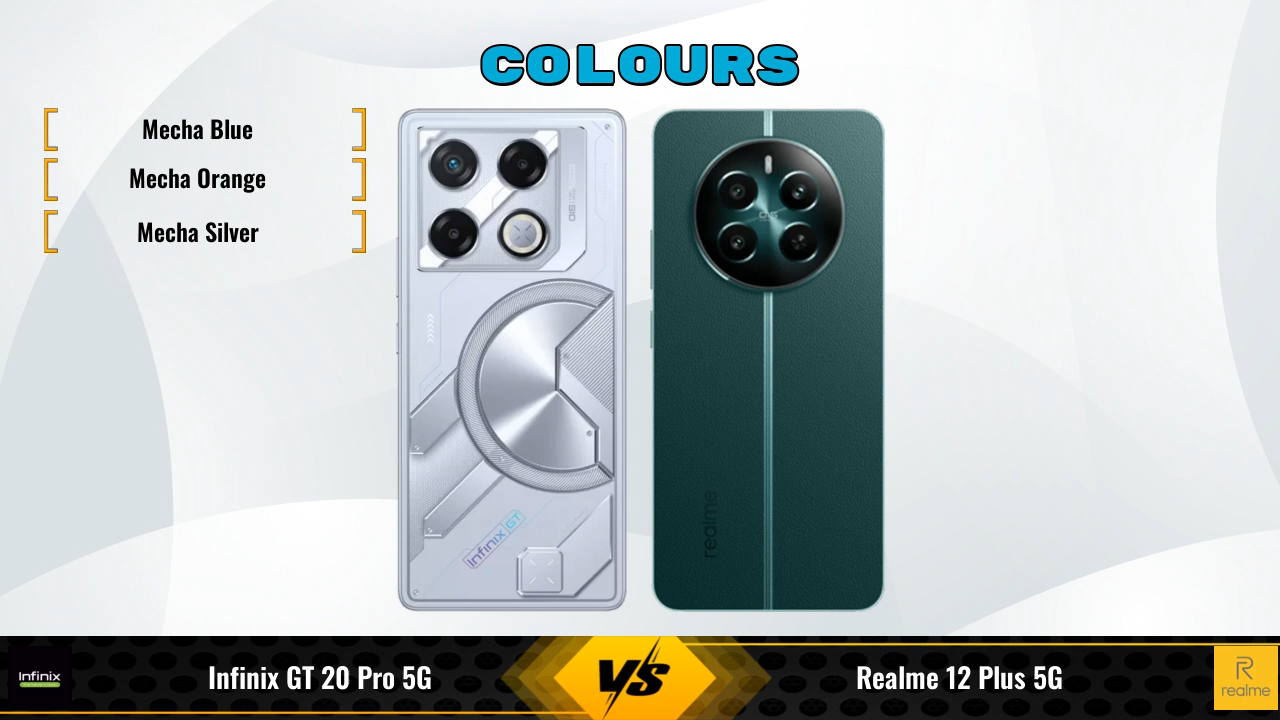 COLOURS
Mecha Blue
Mecha Orange
Mecha Silver
OIS
Infinix GT
realme
Infinix
Infinix GT 20 Pro 5G
VS
Realme 12 Plus 5G
R
realme